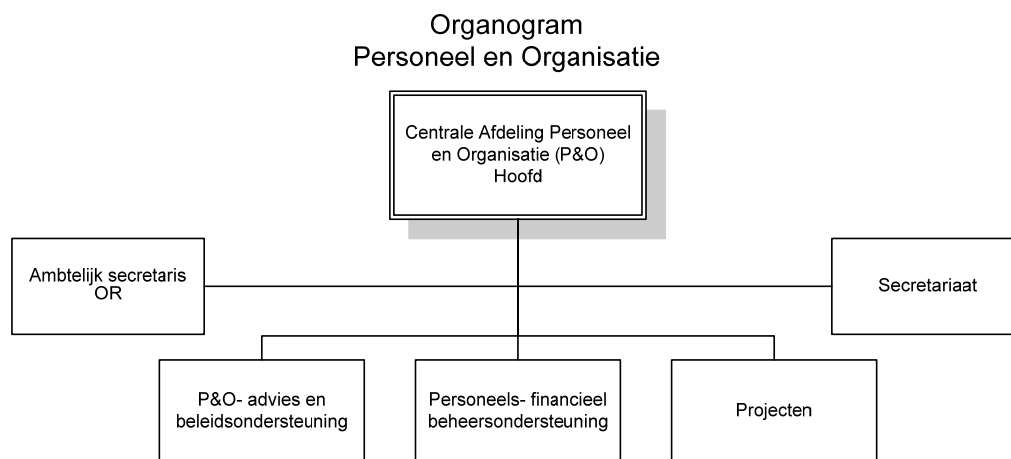 Organogram
Personeel en Organisatie
Centrale Afdeling Personeel
en Organisatie (P&O)
Hoofd
Ambtelijk secretaris
OR
Secretariaat
P&O- advies en
beleidsondersteuning
Personeels- financieel
beheersondersteuning
Projecten